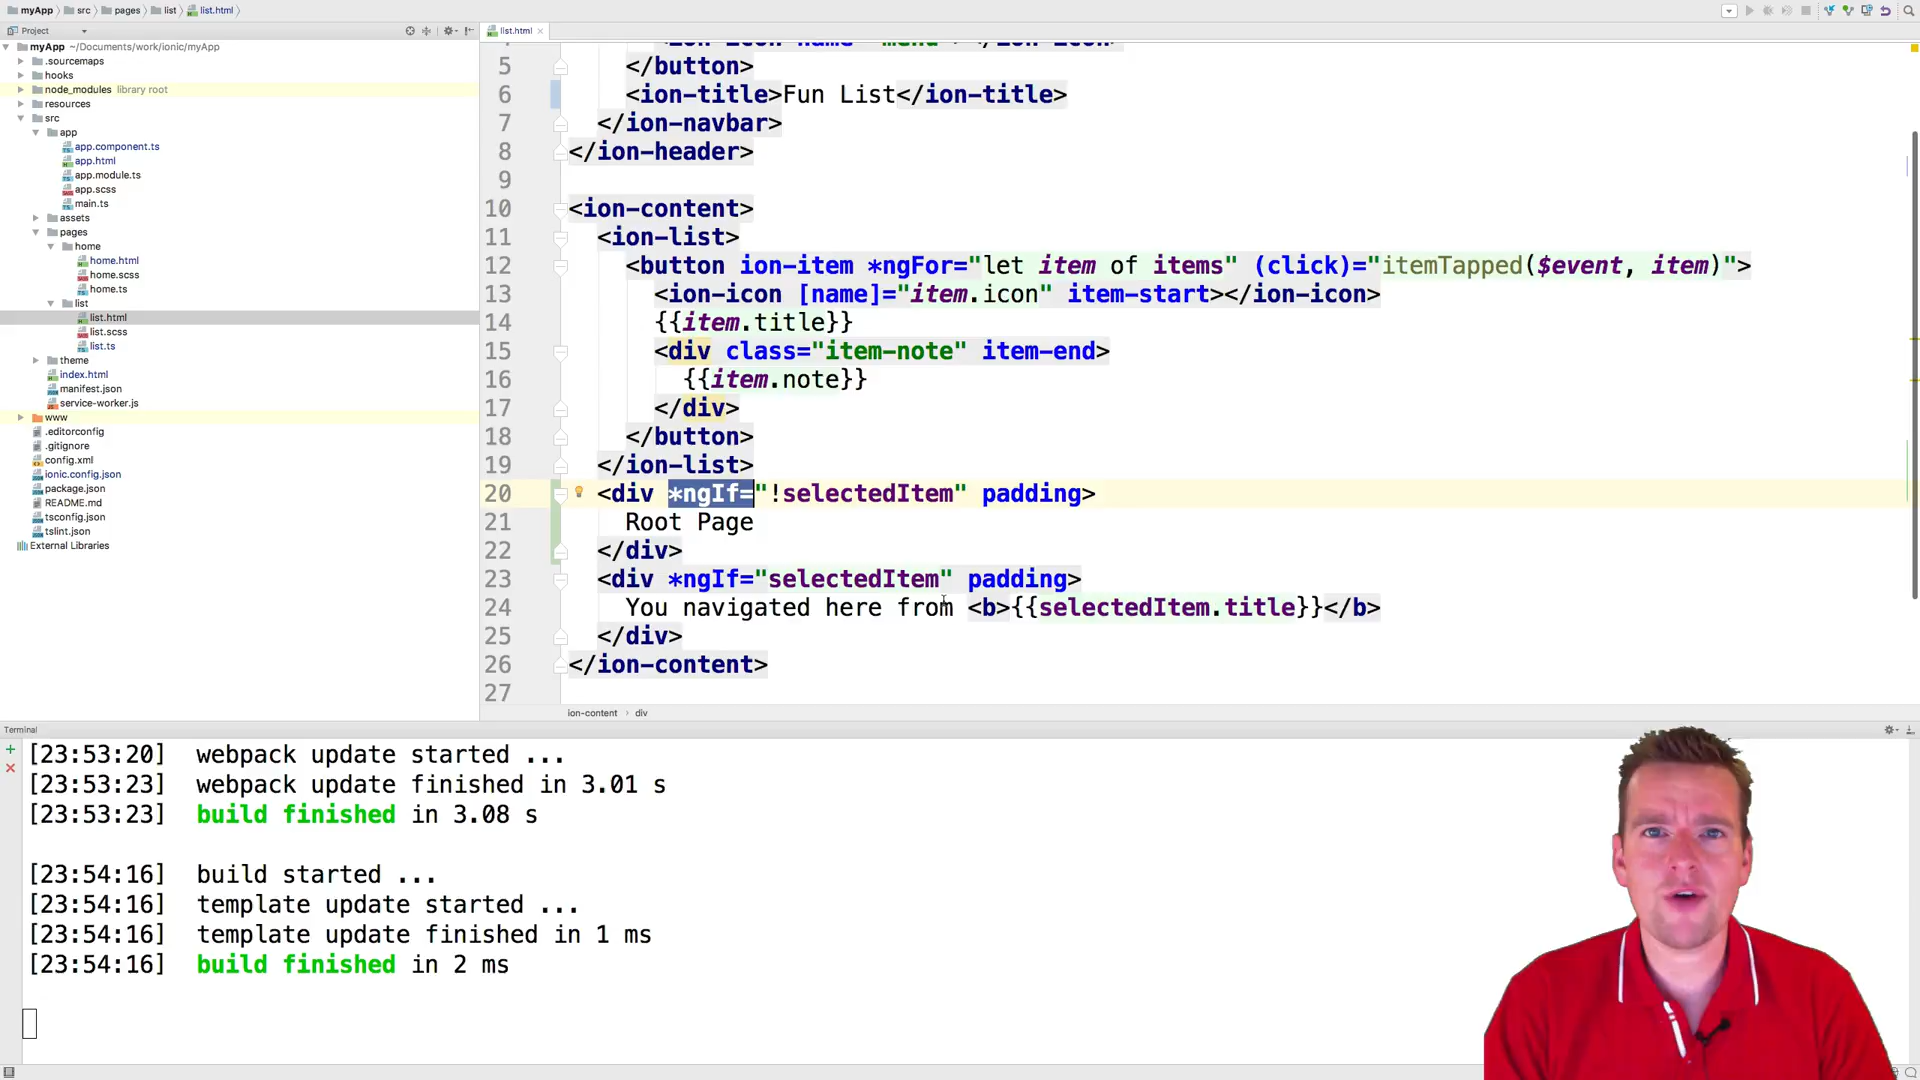 myApp src pages list list.html
Project
list.html
myApp ~/Documents/work/ionic/myApp
.sourcemaps
hooks
node_modules library root
resources
src
app
app.component.ts
app.html
app.module.ts
app.scss
main.ts
assets
pages
home
home.html
home.scss
home.ts
list
list.html
list.scss
list.ts
theme
index.html
manifest.json
service-worker.js
www
.editorconfig
.gitignore
config.xml
ionic.config.json
package.json
README.md
tsconfig.json
tslint.json
External Libraries
5 </button>
6 <ion-title>Fun List</ion-title>
7 </ion-navbar>
8 </ion-header>
9
10 <ion-content>
11 <ion-list>
12 <button ion-item *ngFor="let item of items" (click)="itemTapped($event, item)">
13 <ion-icon [name]="item.icon" item-start></ion-icon>
14 {{item.title}}
15 <div class="item-note" item-end>
16 {{item.note}}
17 </div>
18 </button>
19 </ion-list>
20 <div *ngIf="!selectedItem" padding>
21 Root Page
22 </div>
23 <div *ngIf="selectedItem" padding>
24 You navigated here from <b>{{selectedItem.title}}</b>
25 </div>
26 </ion-content>
27
ion-content › div
Terminal
[23:53:20] webpack update started ...
[23:53:23] webpack update finished in 3.01 s
[23:53:23] build finished in 3.08 s
[23:54:16] build started ...
[23:54:16] template update started ...
[23:54:16] template update finished in 1 ms
[23:54:16] build finished in 2 ms